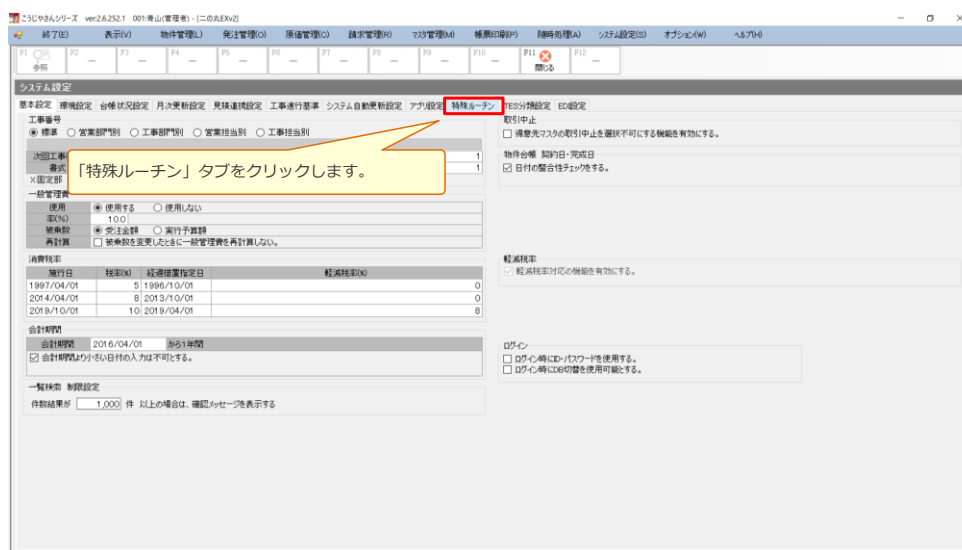 こうじやさんシリーズ ver.2.6.252.1 001:青山(管理者) - [二の丸EXv2]
終了(E) 表示(V) 物件管理(L) 発注管理(O) 原価管理(C) 請求管理(R) マスタ管理(M) 帳票印刷(P) 随時処理(A) システム設定(S) オプション(W) ヘルプ(H)
F1 F2 F3 F4 F5 F6 F7 F8 F9 F10 F11 F12
参照 閉じる
システム設定
基本設定 環境設定 台帳状況設定 月次更新設定 見積連携設定 工事進行基準 システム自動更新設定 アプリ設定 特殊ルーチン TES分類設定 EDI設定
工事番号
標準 営業部門別 工事部門別 営業担当別 工事担当別
次回工事 1
書式 1
×固定部
「特殊ルーチン」タブをクリックします。
取引中止
得意先マスタの取引中止を選択不可にする機能を有効にする。
物件台帳 契約日・完成日
日付の整合性チェックをする。
一般管理費
使用 使用する 使用しない
率(%) 10.0
被乗数 受注金額 実行予算額
再計算 被乗数を変更したときに一般管理費を再計算しない。
消費税率
施行日 税率(%) 経過措置指定日 軽減税率(%)
1997/04/01 5 1996/10/01 0
2014/04/01 8 2013/10/01 0
2019/10/01 10 2019/04/01 8
軽減税率
軽減税率対応の機能を有効にする。
会計期間
会計期間 2016/04/01 から1年間
会計期間より小さい日付の入力は不可とする。
ログイン
ログイン時にID・パスワードを使用する。
ログイン時にDB切替を使用可能とする。
一覧検索 制限設定
件数結果が 1,000 件 以上の場合は、確認メッセージを表示する